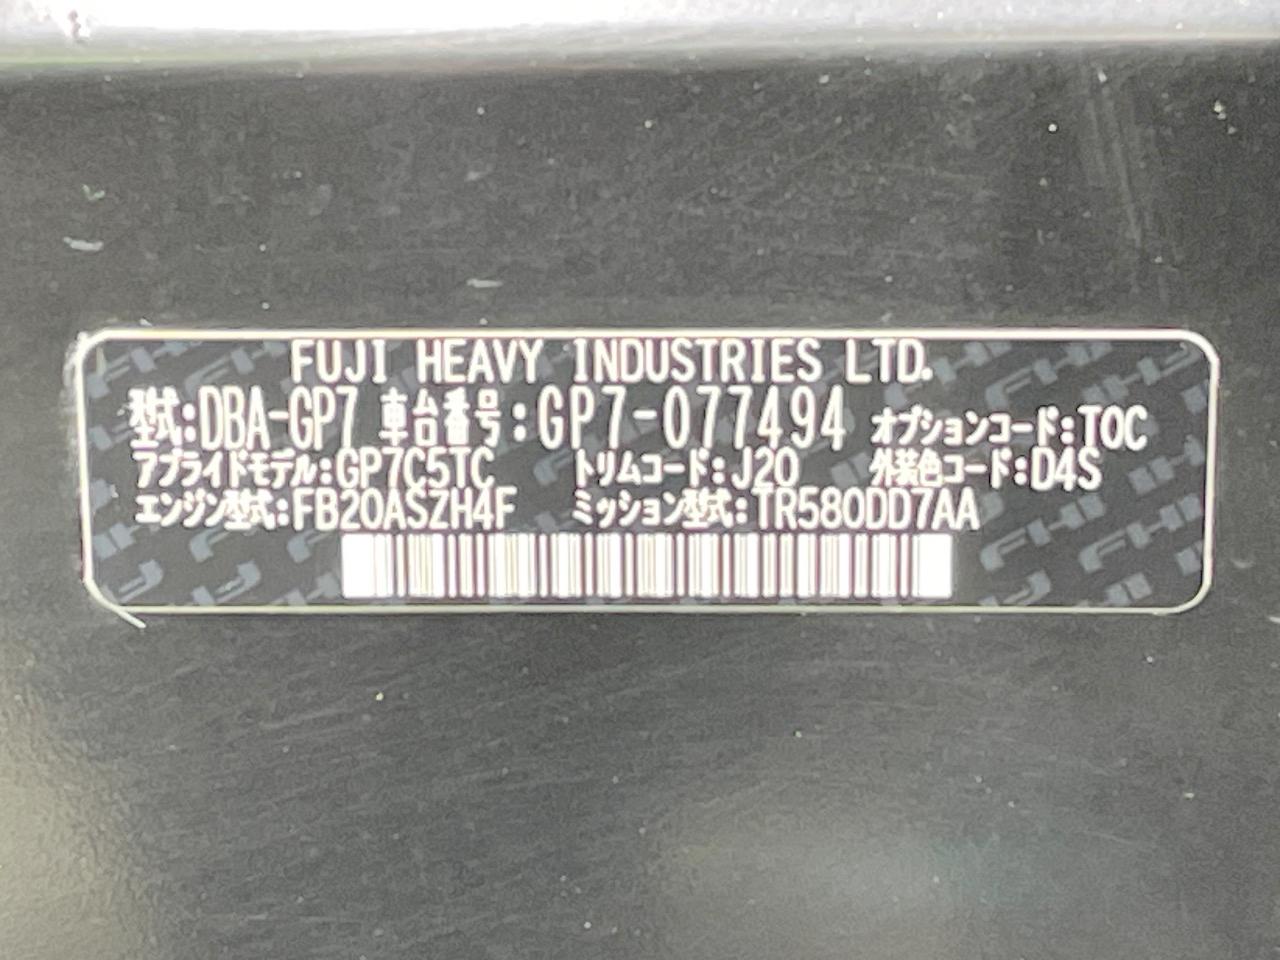 FUJI HEAVY INDUSTRIES LTD.
型式:DBA-GP7 車台番号:GP7-077494 オプションコード:TOC
アプライドモデル:GP7C5TC トリムコード:J20 外装色コード:D4S
エンジン型式:FB20ASZH4F ミッション型式:TR580DD7AA